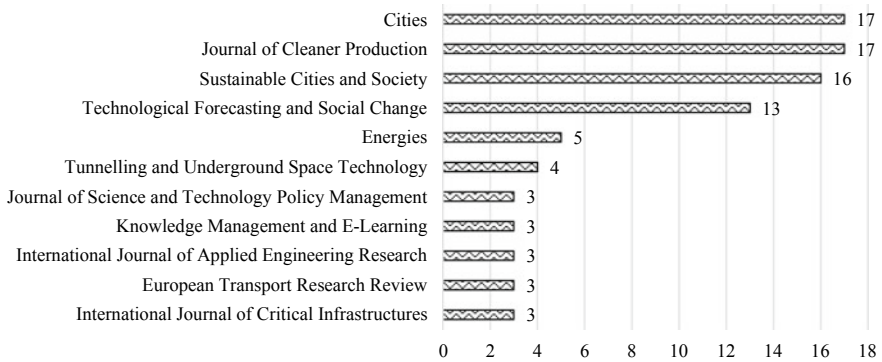 Cities 17
Journal of Cleaner Production 17
Sustainable Cities and Society 16
Technological Forecasting and Social Change 13
Energies 5
Tunnelling and Underground Space Technology 4
Journal of Science and Technology Policy Management 3
Knowledge Management and E-Learning 3
International Journal of Applied Engineering Research 3
European Transport Research Review 3
International Journal of Critical Infrastructures 3
0 2 4 6 8 10 12 14 16 18